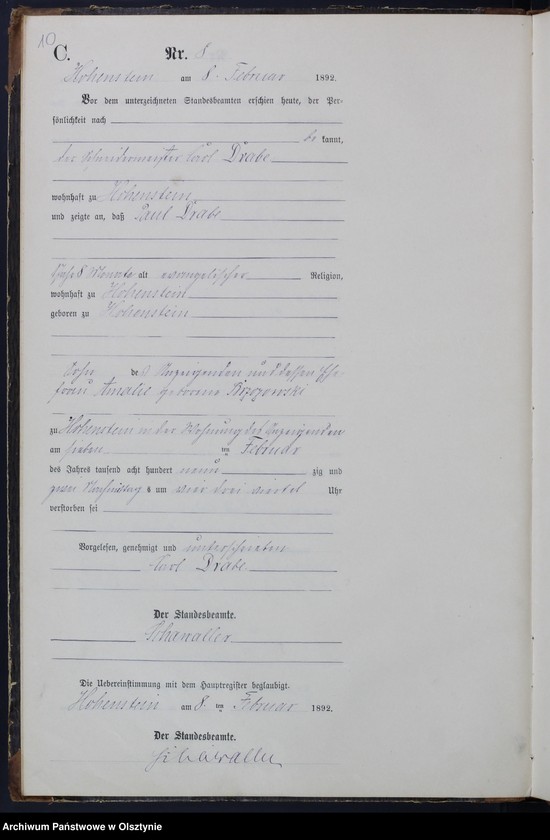 10
C.
Nr. 8
Hohenstein am 8. Februar 1892.
Vor dem unterzeichneten Standesbeamten erschien heute, der Per-
sönlichkeit nach
be kannt,
der Schneidermeister Carl Drabe
wohnhaft zu Hohenstein
und zeigte an, daß Paul Drabe
8 Monate alt evangelischer Religion,
wohnhaft zu Hohenstein
geboren zu Hohenstein
Sohn des Anzeigenden und dessen Ehe-
frau Amalie geborene Brzozowski
zu Hohenstein in der Wohnung des Anzeigenden
am sieben ten Februar
des Jahres tausend acht hundert neun zig und
zwei Nachmittag s um vier drei viertel Uhr
verstorben sei
Vorgelesen, genehmigt und unterschrieben
Carl Drabe
Der Standesbeamte.
Die Uebereinstimmung mit dem Hauptregister beglaubigt.
Hohenstein am 8. ten Februar 1892.
Der Standesbeamte.
Archiwum Państwowe w Olsztynie